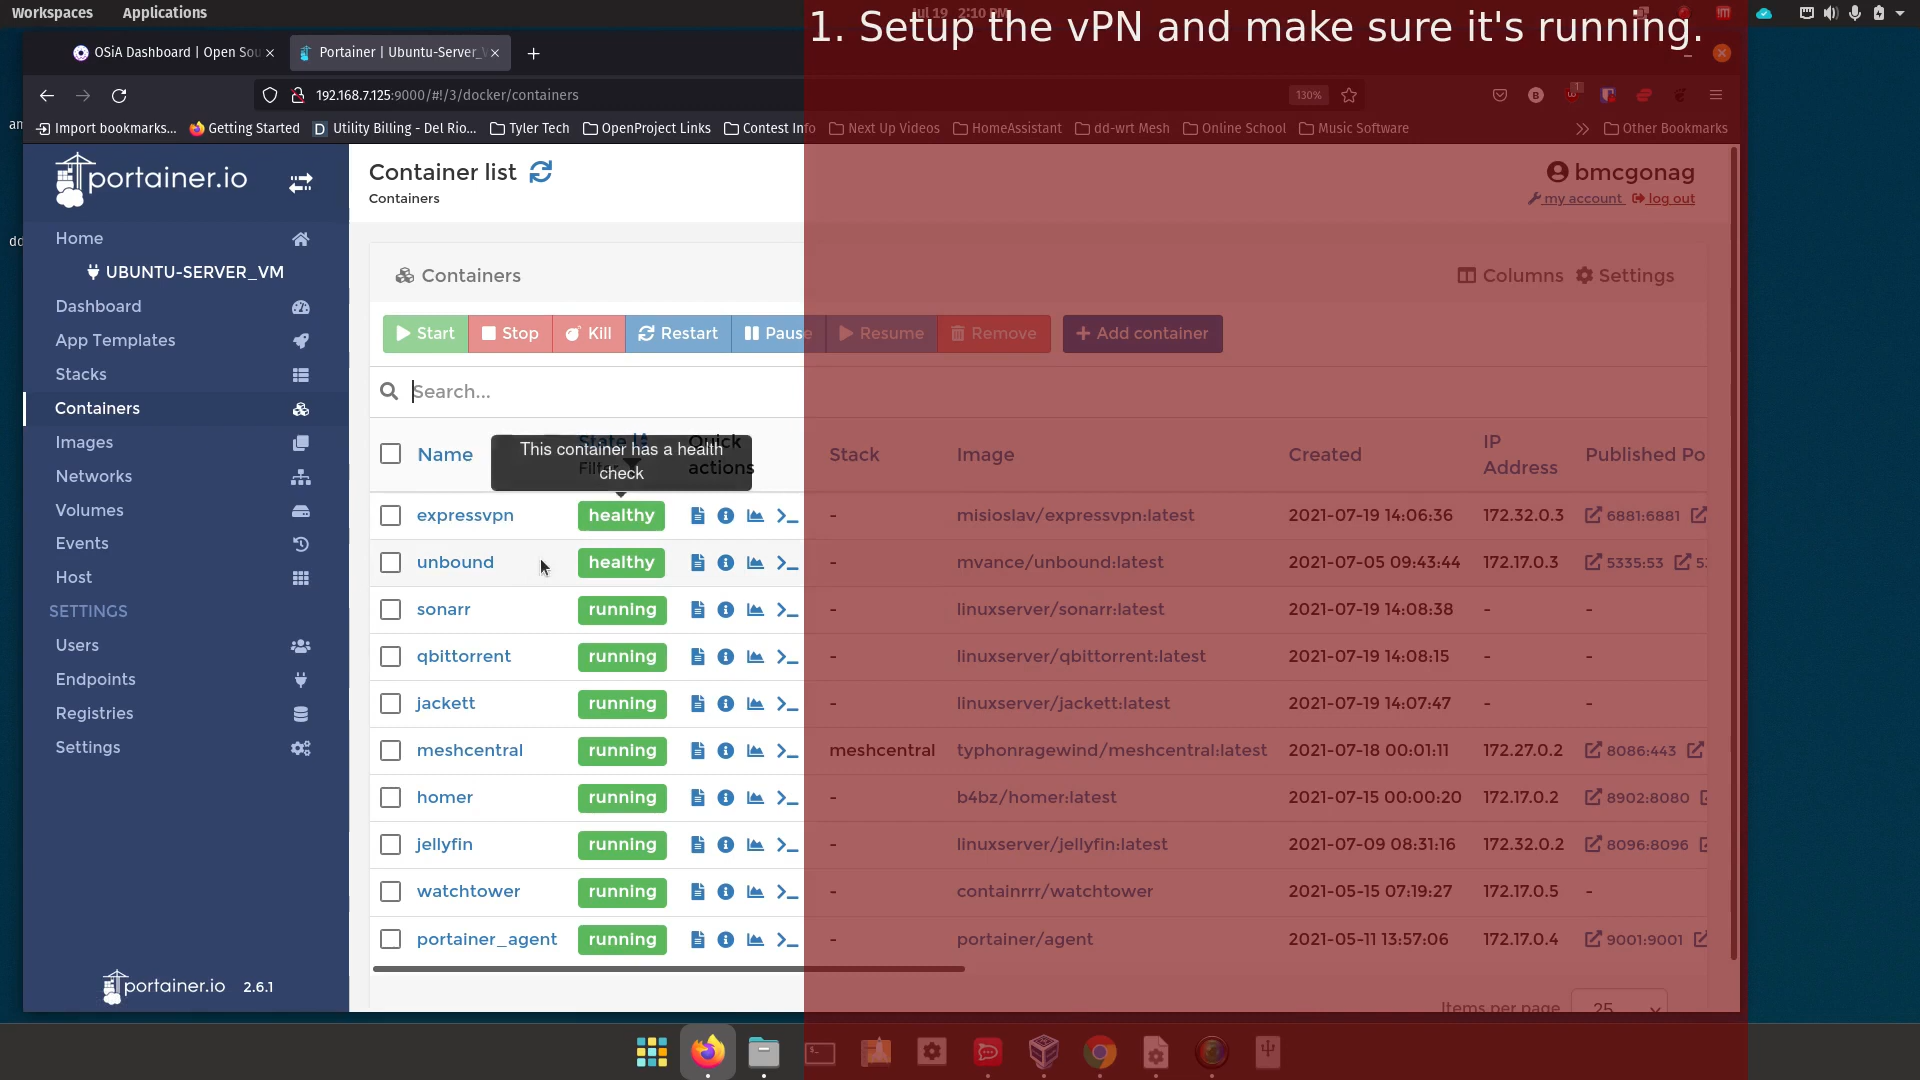 Workspaces Applications
Jul 19 2:10 PM
1. Setup the vPN and make sure it's running.
OSiA Dashboard | Open Sou
Portainer | Ubuntu-Server_V
192.168.7.125:9000/#!/3/docker/containers
130%
Import bookmarks... Getting Started Utility Billing - Del Rio... Tyler Tech OpenProject Links Contest Info Next Up Videos HomeAssistant dd-wrt Mesh Online School Music Software Other Bookmarks
portainer.io
Container list
Containers
bmcgonag
my account log out
Home
UBUNTU-SERVER_VM
Dashboard
App Templates
Stacks
Containers
Images
Networks
Volumes
Events
Host
SETTINGS
Users
Endpoints
Registries
Settings
portainer.io 2.6.1
Containers
Columns Settings
Start Stop Kill Restart Pause Resume Remove Add container
Search...
Name State Filter Quick actions Stack Image Created IP Address Published Po
This container has a health check
expressvpn healthy - misioslav/expressvpn:latest 2021-07-19 14:06:36 172.32.0.3 6881:6881
unbound healthy - mvance/unbound:latest 2021-07-05 09:43:44 172.17.0.3 5335:53 5
sonarr running - linuxserver/sonarr:latest 2021-07-19 14:08:38 - -
qbittorrent running - linuxserver/qbittorrent:latest 2021-07-19 14:08:15 - -
jackett running - linuxserver/jackett:latest 2021-07-19 14:07:47 - -
meshcentral running meshcentral typhonragewind/meshcentral:latest 2021-07-18 00:01:11 172.27.0.2 8086:443
homer running - b4bz/homer:latest 2021-07-15 00:00:20 172.17.0.2 8902:8080
jellyfin running - linuxserver/jellyfin:latest 2021-07-09 08:31:16 172.32.0.2 8096:8096
watchtower running - containrrr/watchtower 2021-05-15 07:19:27 172.17.0.5 -
portainer_agent running - portainer/agent 2021-05-11 13:57:06 172.17.0.4 9001:9001
Items per page 25